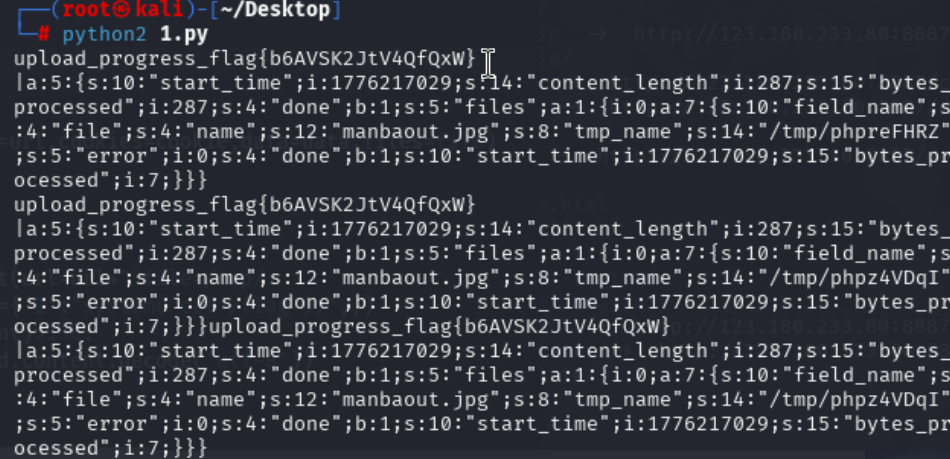 ┌──(root㉿kali)-[~/Desktop]
└─# python2 1.py
upload_progress_flag{b6AVSK2JtV4QfQxW}
|a:5:{s:10:"start_time";i:1776217029;s:14:"content_length";i:287;s:15:"bytes_
processed";i:287;s:4:"done";b:1;s:5:"files";a:1:{i:0;a:7:{s:10:"field_name";s
:4:"file";s:4:"name";s:12:"manbaout.jpg";s:8:"tmp_name";s:14:"/tmp/phpreFHRZ"
;s:5:"error";i:0;s:4:"done";b:1;s:10:"start_time";i:1776217029;s:15:"bytes_pr
ocessed";i:7;}}}
upload_progress_flag{b6AVSK2JtV4QfQxW}
|a:5:{s:10:"start_time";i:1776217029;s:14:"content_length";i:287;s:15:"bytes_
processed";i:287;s:4:"done";b:1;s:5:"files";a:1:{i:0;a:7:{s:10:"field_name";s
:4:"file";s:4:"name";s:12:"manbaout.jpg";s:8:"tmp_name";s:14:"/tmp/phpz4VDqI"
;s:5:"error";i:0;s:4:"done";b:1;s:10:"start_time";i:1776217029;s:15:"bytes_pr
ocessed";i:7;}}}upload_progress_flag{b6AVSK2JtV4QfQxW}
|a:5:{s:10:"start_time";i:1776217029;s:14:"content_length";i:287;s:15:"bytes_
processed";i:287;s:4:"done";b:1;s:5:"files";a:1:{i:0;a:7:{s:10:"field_name";s
:4:"file";s:4:"name";s:12:"manbaout.jpg";s:8:"tmp_name";s:14:"/tmp/phpz4VDqI"
;s:5:"error";i:0;s:4:"done";b:1;s:10:"start_time";i:1776217029;s:15:"bytes_pr
ocessed";i:7;}}}